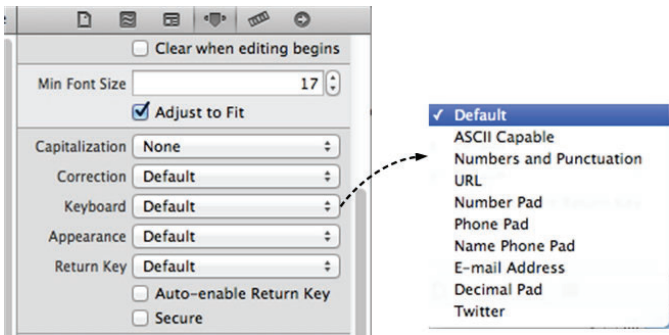 Clear when editing begins
Min Font Size 17
Adjust to Fit
Capitalization None
Correction Default
Keyboard Default
Appearance Default
Return Key Default
Auto-enable Return Key
Secure
✓ Default
ASCII Capable
Numbers and Punctuation
URL
Number Pad
Phone Pad
Name Phone Pad
E-mail Address
Decimal Pad
Twitter